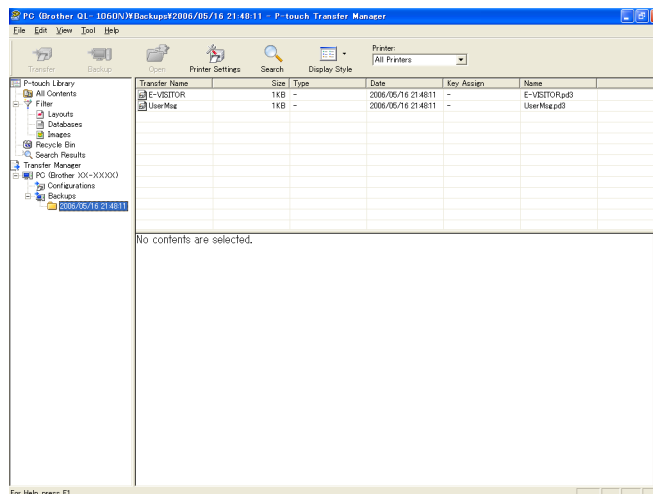 PC (Brother QL- 1060N)¥Backups¥2006/05/16 21:48:11 - P-touch Transfer Manager
File Edit View Tool Help
Transfer Backup Open Printer Settings Search Display Style Printer:
All Printers
P-touch Library
All Contents
Filter
Layouts
Databases
Images
Recycle Bin
Search Results
Transfer Manager
PC (Brother XX-XXXX)
Configurations
Backups
2006/05/16 21:48:11
Transfer Name Size Type Date Key Assign Name
E-VISITOR 1KB - 2006/05/16 21:48:11 - E-VISITOR.pd3
UserMsg 1KB - 2006/05/16 21:48:11 - UserMsg.pd3
No contents are selected.
For Help, press F1